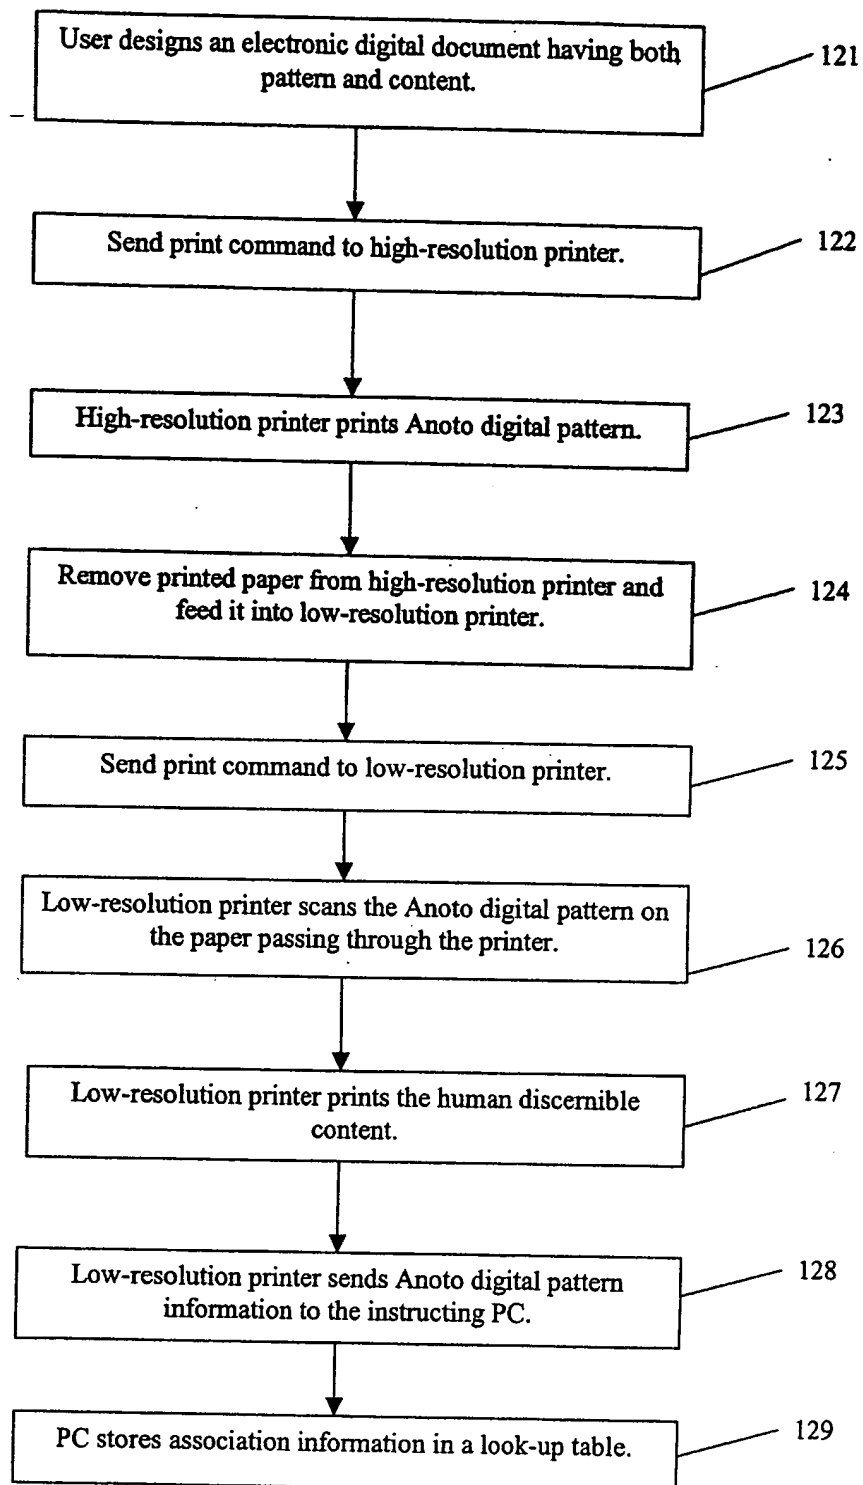 User designs an electronic digital document having both
pattern and content.
121
Send print command to high-resolution printer.
122
High-resolution printer prints Anoto digital pattern.
123
Remove printed paper from high-resolution printer and
feed it into low-resolution printer.
124
Send print command to low-resolution printer.
125
Low-resolution printer scans the Anoto digital pattern on
the paper passing through the printer.
126
Low-resolution printer prints the human discernible
content.
127
Low-resolution printer sends Anoto digital pattern
information to the instructing PC.
128
PC stores association information in a look-up table.
129